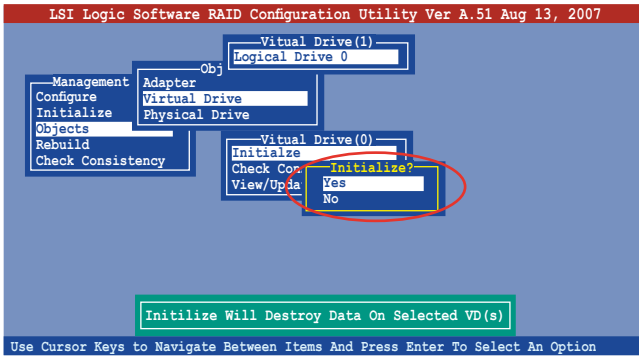 LSI Logic Software RAID Configuration Utility Ver A.51 Aug 13, 2007
Vitual Drive(1)
Logical Drive 0
Obj
Management
Adapter
Configure
Virtual Drive
Initialize
Physical Drive
Objects
Rebuild
Check Consistency
Vitual Drive(0)
Initialze
Check Con
View/Upda
Initialize?
Yes
No
Initilize Will Destroy Data On Selected VD(s)
Use Cursor Keys to Navigate Between Items And Press Enter To Select An Option